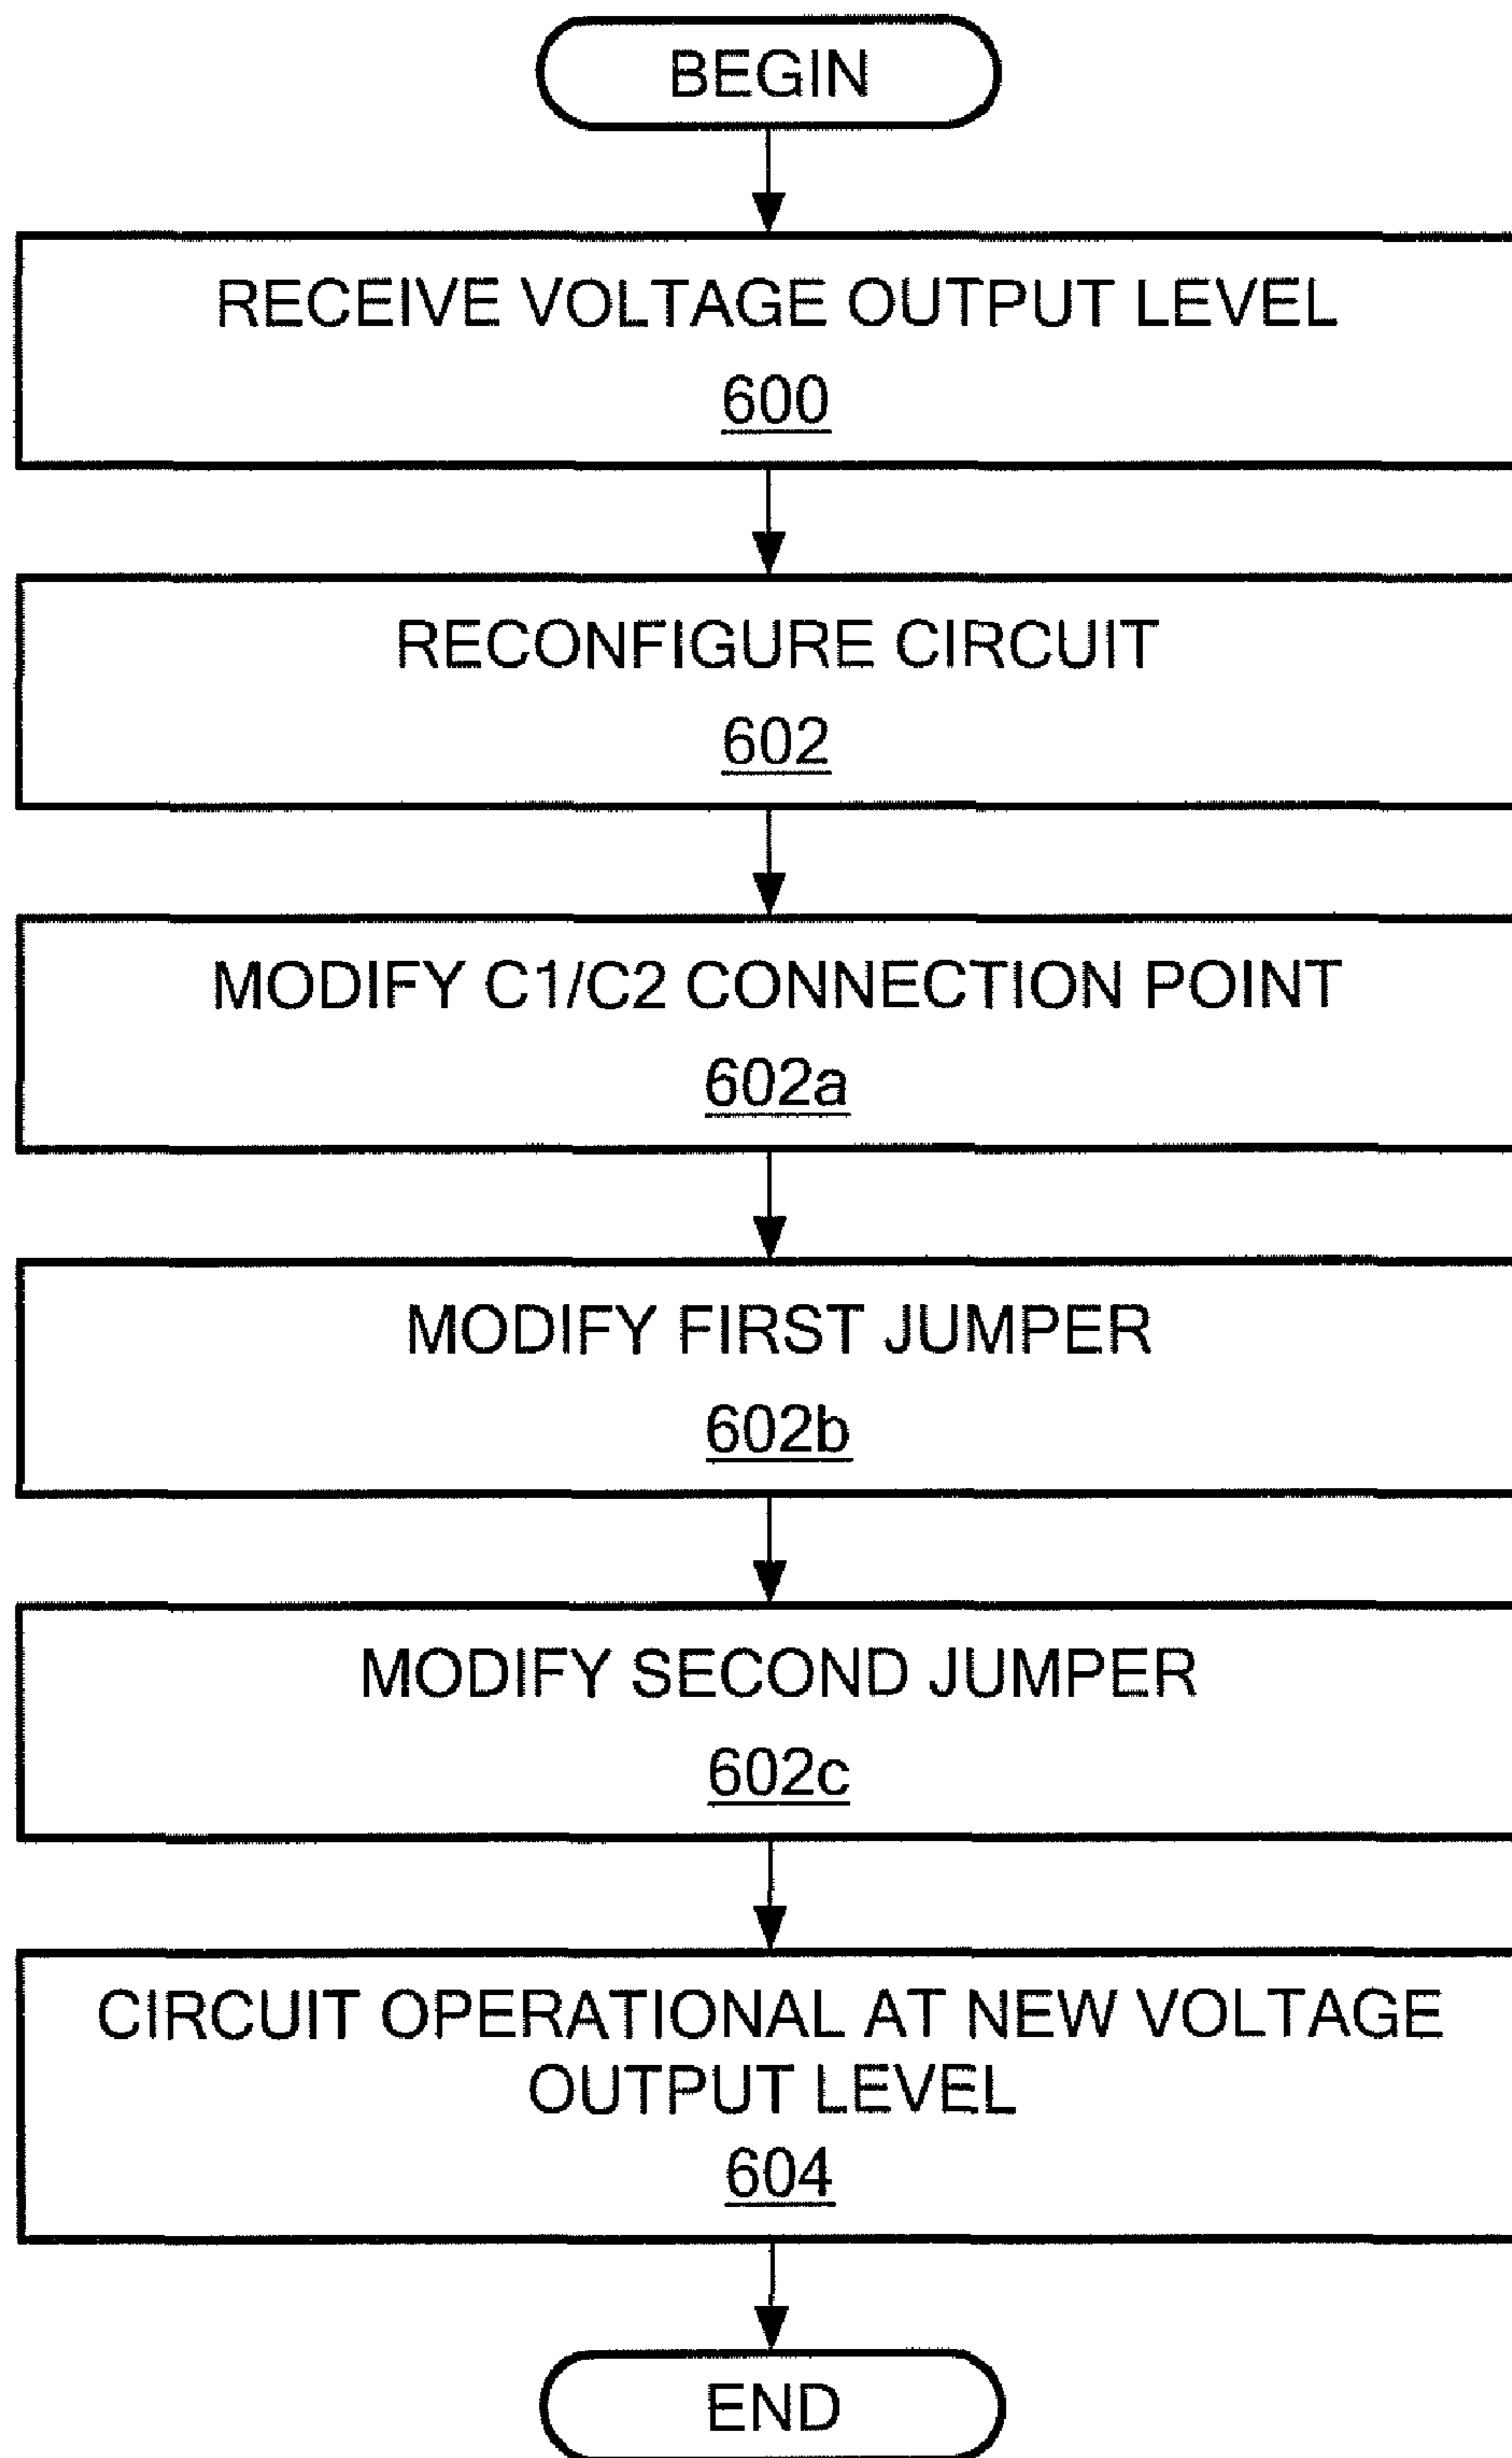 BEGIN
RECEIVE VOLTAGE OUTPUT LEVEL
600
RECONFIGURE CIRCUIT
602
MODIFY C1/C2 CONNECTION POINT
602a
MODIFY FIRST JUMPER
602b
MODIFY SECOND JUMPER
602c
CIRCUIT OPERATIONAL AT NEW VOLTAGE
OUTPUT LEVEL
604
END